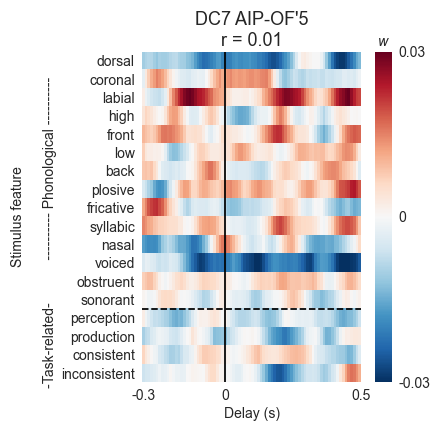 DC7 AIP-OF'5
r = 0.01
w
dorsal
coronal
labial
high
front
low
back
plosive
fricative
syllabic
nasal
voiced
obstruent
sonorant
perception
production
consistent
inconsistent
Stimulus feature
---------- Phonological ----------
-Task-related-
0.03
0
-0.03
-0.3
0
0.5
Delay (s)